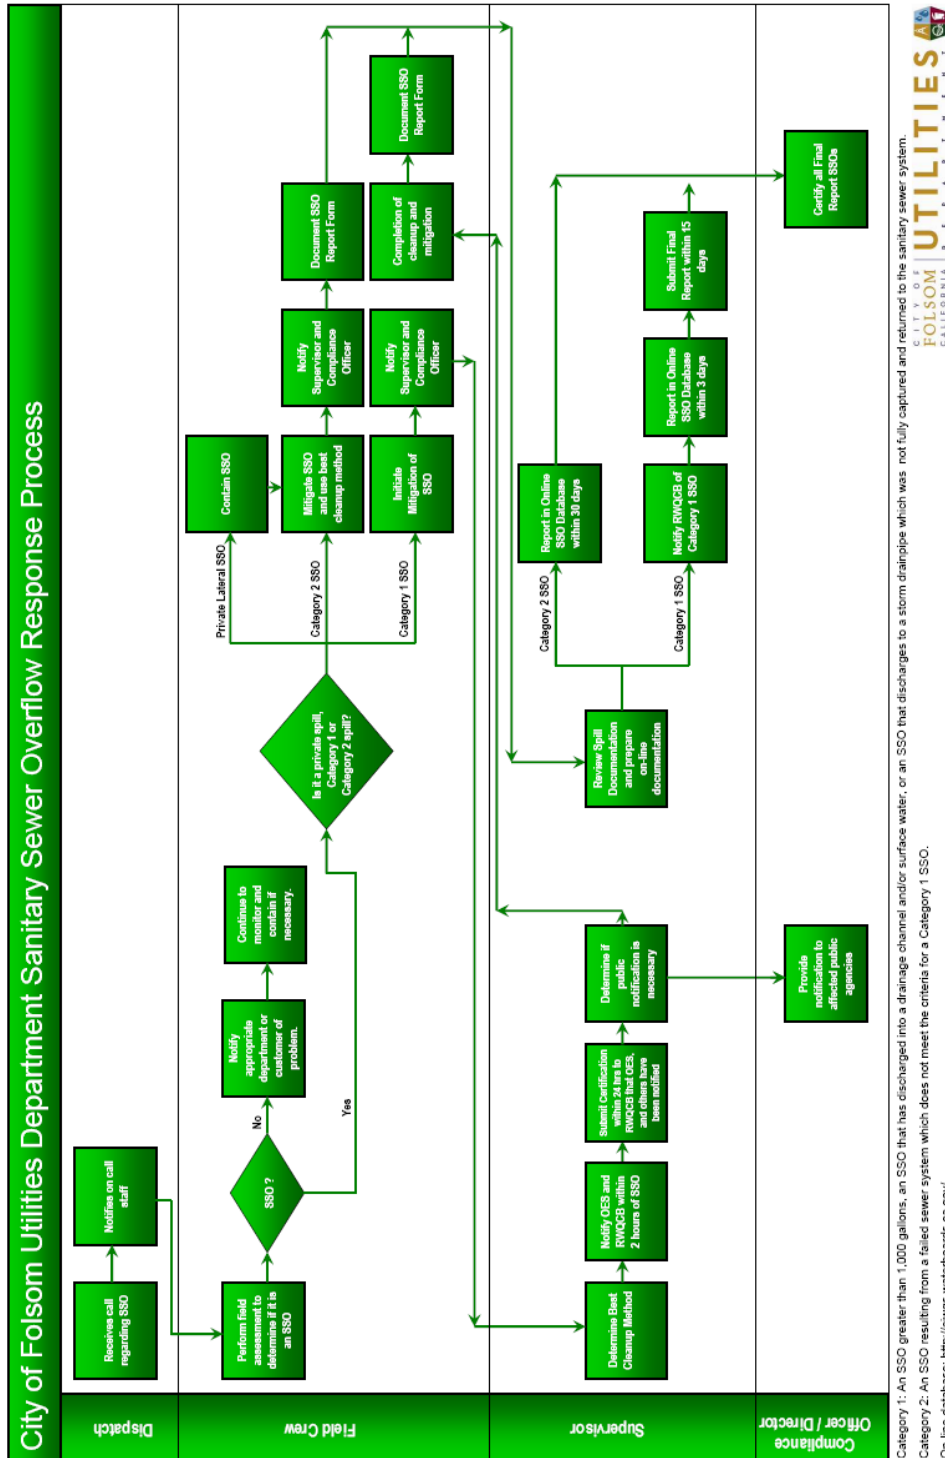 City of Folsom Utilities Department Sanitary Sewer Overflow Response Process
Dispatch
Receives call
regarding SSO
Notifies on call
staff
Field Crew
Perform field
assessment to
determine if it is
an SSO
SSO ?
No
Yes
Notify
appropriate
department or
customer of
problem.
Continue to
monitor and
contain if
necessary.
Is it a private spill,
Category 1 or
Category 2 spill?
Private Lateral SSO
Category 2 SSO
Category 1 SSO
Contain SSO
Mitigate SSO
and use best
cleanup method
Initiate
Mitigation of
SSO
Notify
Supervisor and
Compliance
Officer
Notify
Supervisor and
Compliance
Officer
Document SSO
Report Form
Completion of
cleanup and
mitigation
Document SSO
Report Form
Supervisor
Determine Best
Cleanup Method
Notify OES and
RWQCB within
2 hours of SSO
Submit Certification
within 24 hrs to
RWQCB that OES,
and others have
been notified
Determine if
public
notification is
necessary
Review Spill
Documentation
and prepare
on-line
documentation
Category 2 SSO
Category 1 SSO
Report in Online
SSO Database
within 30 days
Notify RWQCB of
Category 1 SSO
Report in Online
SSO Database
within 3 days
Submit Final
Report within 15
days
Compliance
Officer / Director
Provide
notification to
affected public
agencies
Certify all Final
Report SSOs
Category 1: An SSO greater than 1,000 gallons, an SSO that has discharged into a drainage channel and/or surface water, or an SSO that discharges to a storm drainpipe which was not fully captured and returned to the sanitary sewer system.
Category 2: An SSO resulting from a failed sewer system which does not meet the criteria for a Category 1 SSO.
CITY OF
FOLSOM
CALIFORNIA
UTILITIES